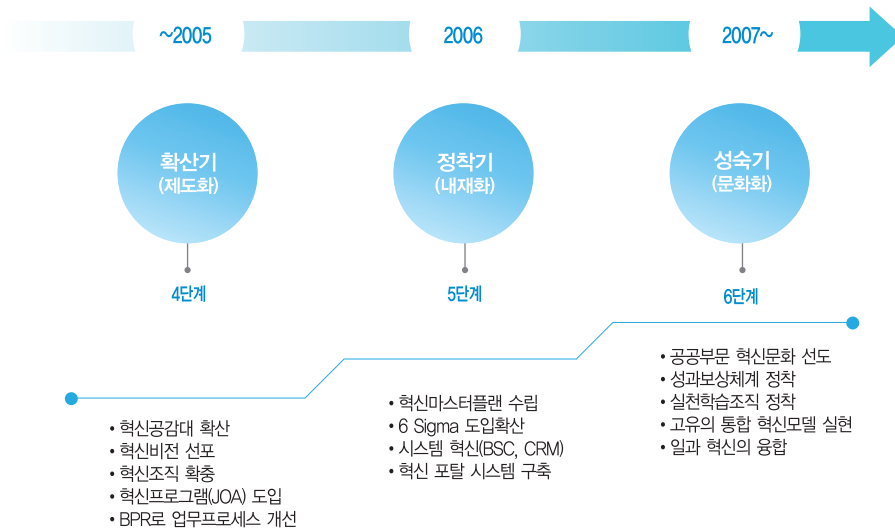 ~2005
2006
2007~
확산기
(제도화)
정착기
(내재화)
성숙기
(문화화)
4단계
5단계
6단계
• 혁신공감대 확산
• 혁신비전 선포
• 혁신조직 확충
• 혁신프로그램(JOA) 도입
• BPR로 업무프로세스 개선
• 혁신마스터플랜 수립
• 6 Sigma 도입확산
• 시스템 혁신(BSC, CRM)
• 혁신 포탈 시스템 구축
• 공공부문 혁신문화 선도
• 성과보상체계 정착
• 실천학습조직 정착
• 고유의 통합 혁신모델 실현
• 일과 혁신의 융합